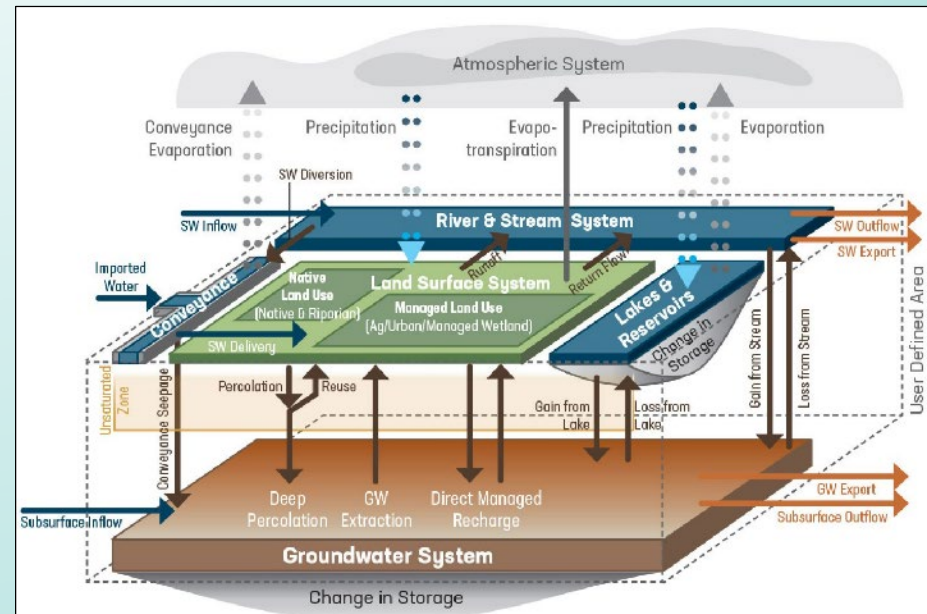 Atmospheric System
Conveyance
Evaporation
Precipitation
Evapo-
transpiration
Precipitation
Evaporation
SW Diversion
SW Inflow
River & Stream System
SW Outflow
SW Export
Imported
Water
Conveyance
Native
Land Use
(Native & Riparian)
Land Surface System
Runoff
Return Flow
Managed Land Use
(Ag/Urban/Managed Wetland)
Lakes &
Reservoirs
Change in
Storage
SW Delivery
User Defined Area
Unsaturated
Zone
Conveyance Seepage
Percolation
Reuse
Gain from
Lake
Loss from
Lake
Gain from Stream
Loss from Stream
Deep
Percolation
GW
Extraction
Direct Managed
Recharge
GW Export
Subsurface Outflow
Subsurface Inflow
Groundwater System
Change in Storage